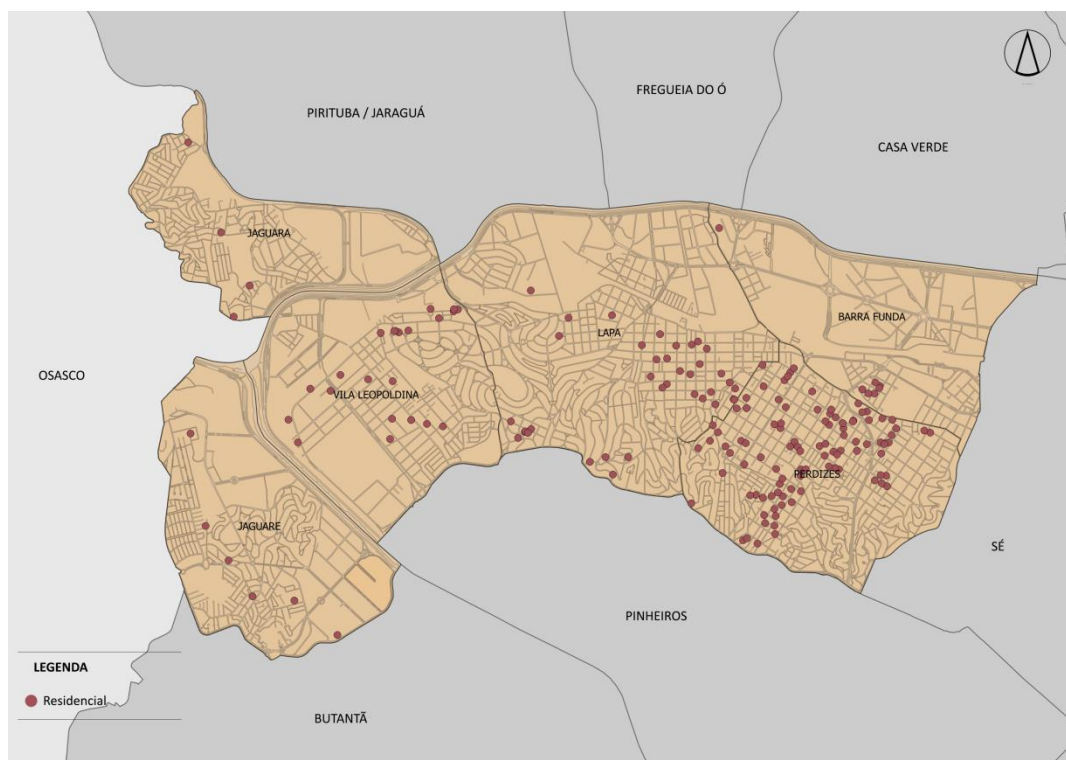 FREGUEIA DO Ó
PIRITUBA / JARAGUÁ
CASA VERDE
JAGUARA
BARRA FUNDA
LAPA
OSASCO
VILA LEOPOLDINA
PERDIZES
JAGUARE
SÉ
PINHEIROS
LEGENDA
Residencial
BUTANTÃ